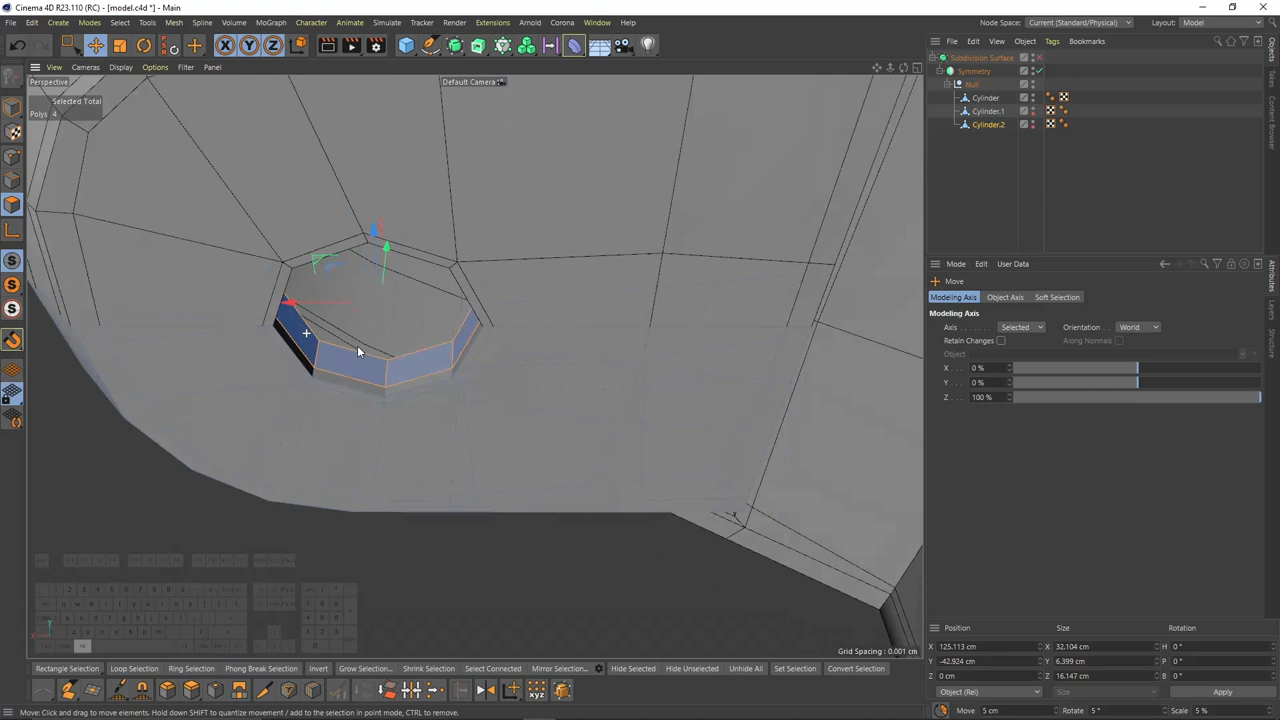 Cinema 4D R23.110 (RC) - [model.c4d *] - Main
File Edit Create Modes Select Tools Mesh Spline Volume MoGraph Character Animate Simulate Tracker Render Extensions Arnold Corona Window Help
Node Space: Current (Standard/Physical) Layout: Model
View Cameras Display Options Filter Panel
File Edit View Object Tags Bookmarks
Perspective
Default Camera
Selected Total
Polys 4
Subdivision Surface
Symmetry
Null
Cylinder
Cylinder.1
Cylinder.2
Objects
Takes
Content Browser
Mode Edit User Data
Move
Modeling Axis Object Axis Soft Selection
Modeling Axis
Axis Selected Orientation World
Retain Changes Along Normals
Object
X 0 %
Y 0 %
Z 100 %
Attributes
Layers
Structure
Grid Spacing : 0.001 cm
Position Size Rotation
X 125.113 cm X 32.104 cm H 0 °
Y -42.924 cm Y 6.399 cm P 0 °
Z 0 cm Z 16.147 cm B 0 °
Object (Rel) Size Apply
Rectangle Selection Loop Selection Ring Selection Phong Break Selection Invert Grow Selection... Shrink Selection Select Connected Mirror Selection... Hide Selected Hide Unselected Unhide All Set Selection Convert Selection
Move 5 cm Rotate 5 ° Scale 5 %
Move: Click and drag to move elements. Hold down SHIFT to quantize movement / add to the selection in point mode, CTRL to remove.